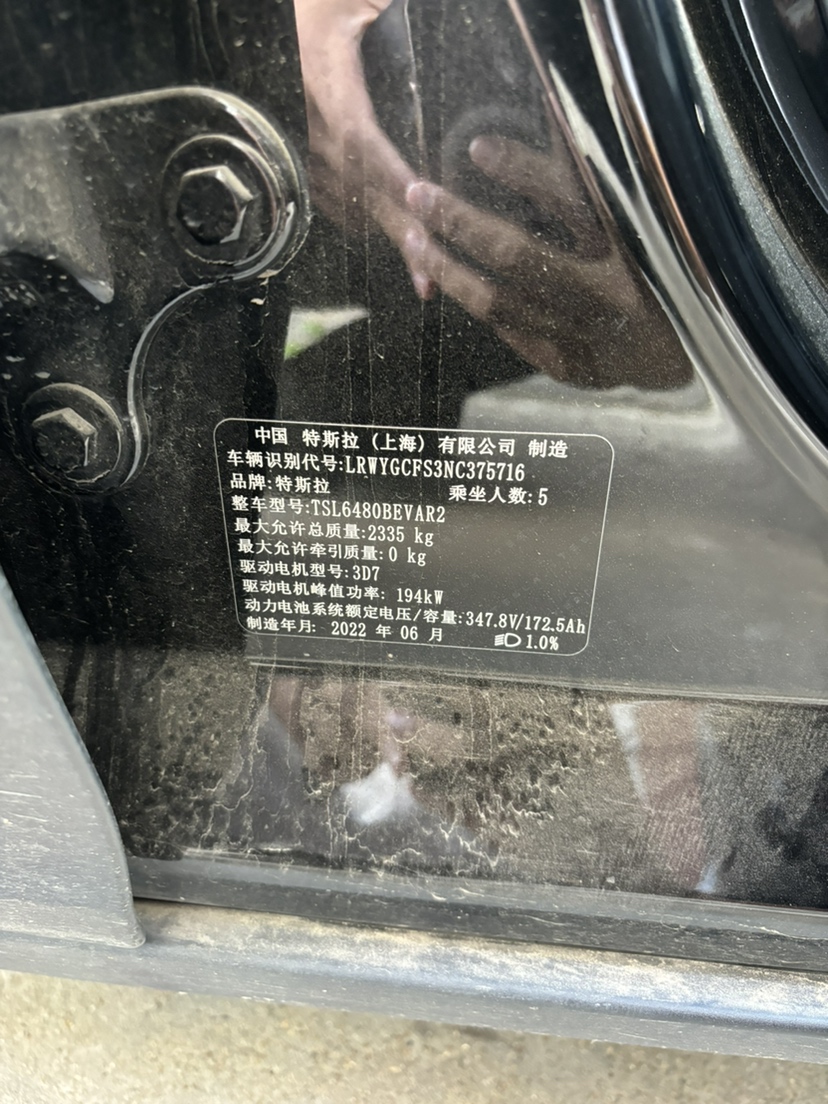 中国 特斯拉（上海）有限公司 制造
车辆识别代号:LRWYGCFS3NC375716
品牌:特斯拉 乘坐人数:5
整车型号:TSL6480BEVAR2
最大允许总质量:2335 kg
最大允许牵引质量:0 kg
驱动电机型号:3D7
驱动电机峰值功率: 194kW
动力电池系统额定电压/容量:347.8V/172.5Ah
制造年月: 2022 年 06 月 1.0%